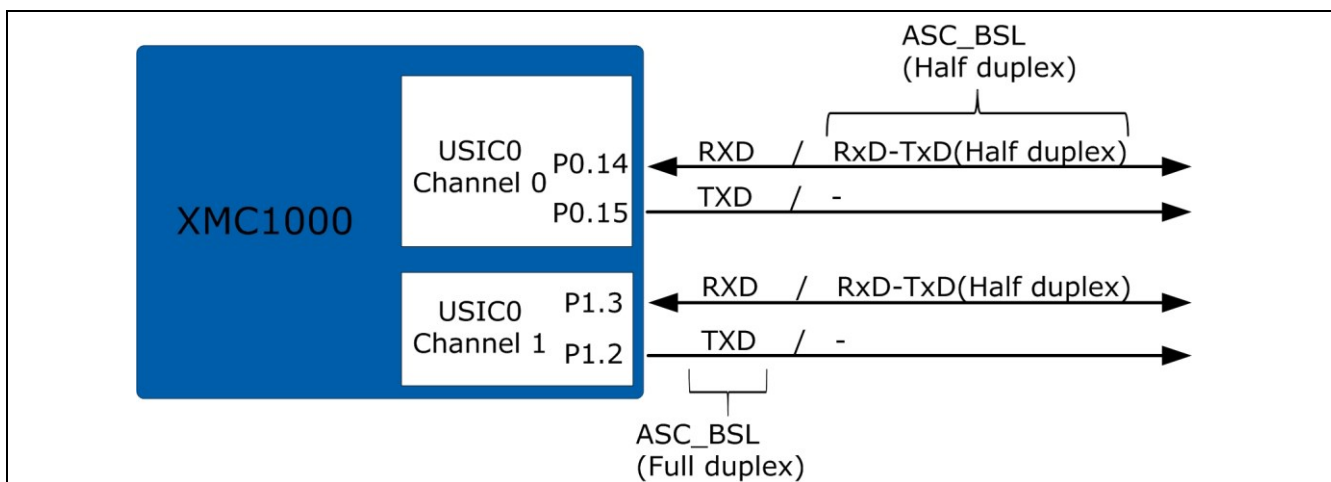 ASC_BSL
(Half duplex)
USIC0
Channel 0
P0.14
P0.15
RXD / RxD-TxD(Half duplex)
TXD / -
XMC1000
USIC0
Channel 1
P1.3
P1.2
RXD / RxD-TxD(Half duplex)
TXD / -
ASC_BSL
(Full duplex)